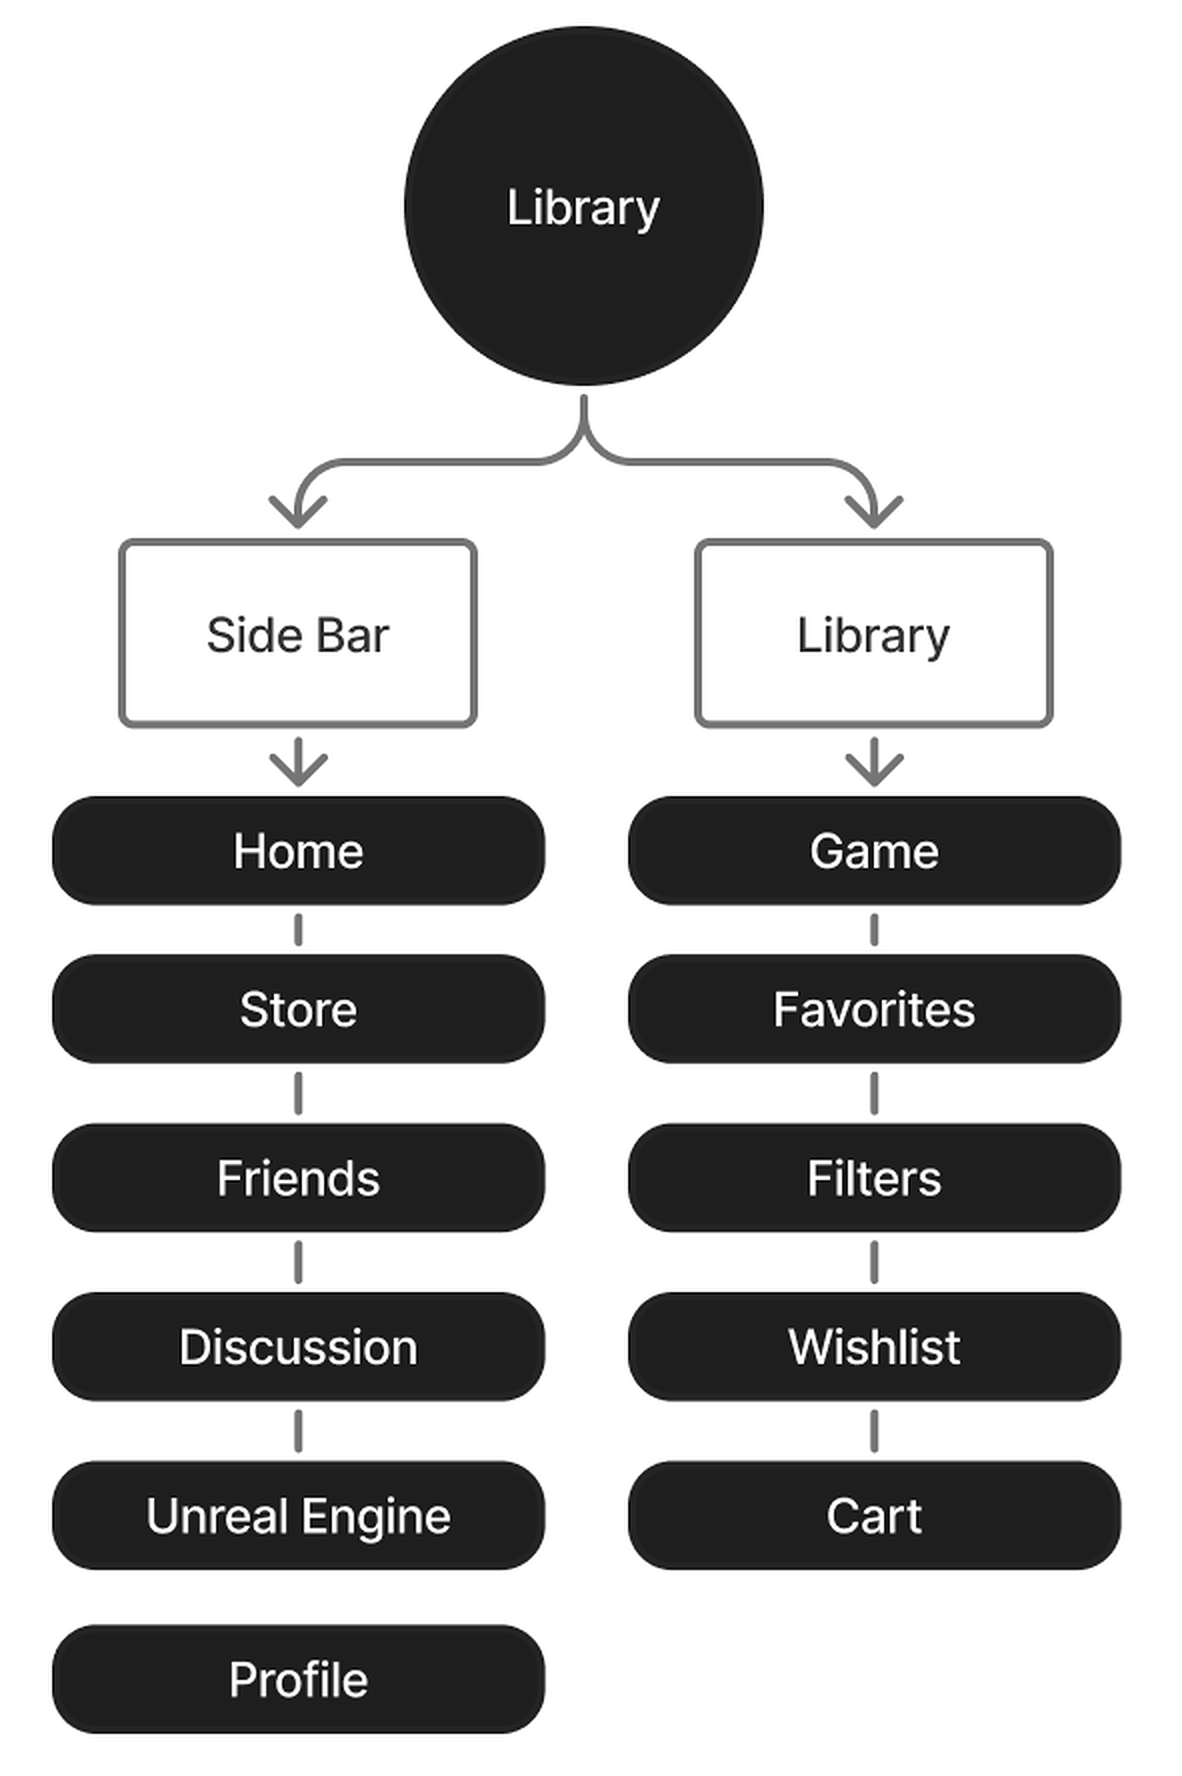 Library
Side Bar
Library
Home
Game
Store
Favorites
Friends
Filters
Discussion
Wishlist
Unreal Engine
Cart
Profile